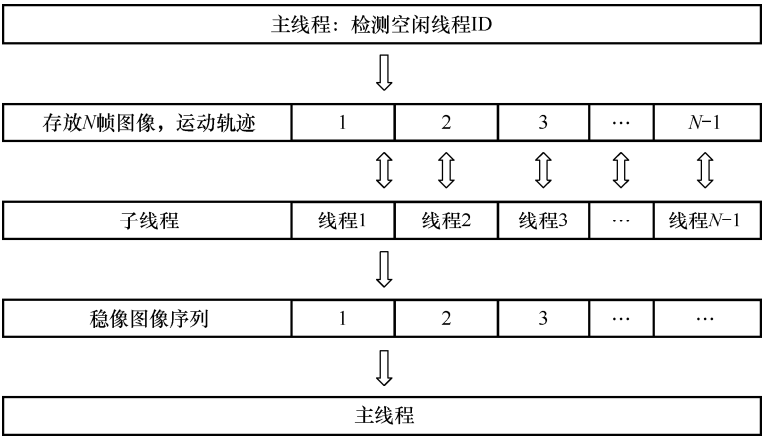 主线程：检测空闲线程ID
存放N帧图像，运动轨迹 1 2 3 … N-1
子线程 线程1 线程2 线程3 … 线程N-1
稳像图像序列 1 2 3 … …
主线程